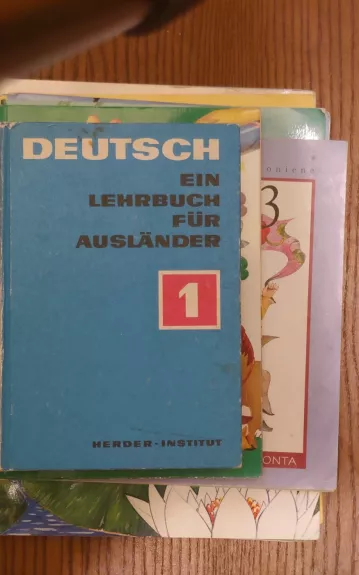 DEUTSCH
EIN
LEHRBUCH
FÜR
AUSLÄNDER
1
HERDER-INSTITUT
3